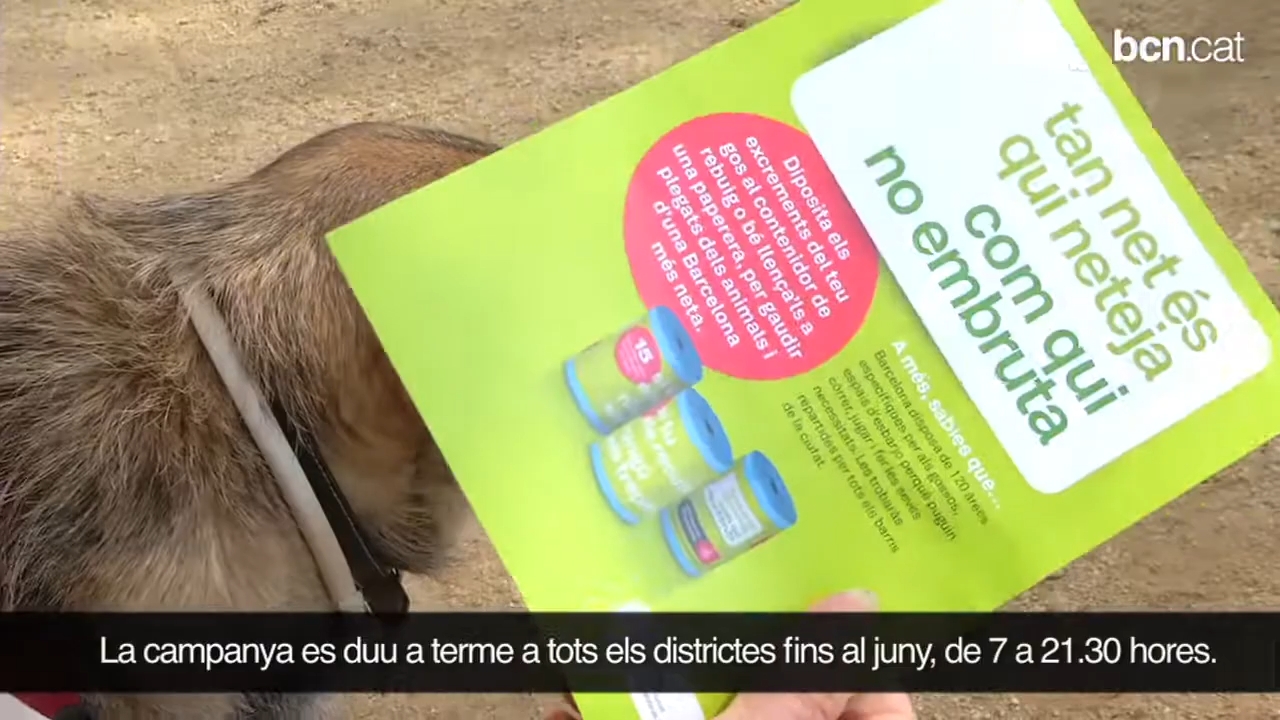 bcn.cat
tan net és
qui neteja
com qui
no embruta
Diposita els
excrements del teu
gos al contenidor de
rebuig o bé llença'ls a
una paperera, per gaudir
plegats dels animals i
d'una Barcelona
més neta.
A més, sabies que...
Barcelona disposa de 120 àrees
específiques per als gossos,
espais d'esbarjo perquè puguin
córrer, jugar i fer les seves
necessitats. Les trobaràs
repartides per tots els barris
de la ciutat.
15
La campanya es duu a terme a tots els districtes fins al juny, de 7 a 21.30 hores.